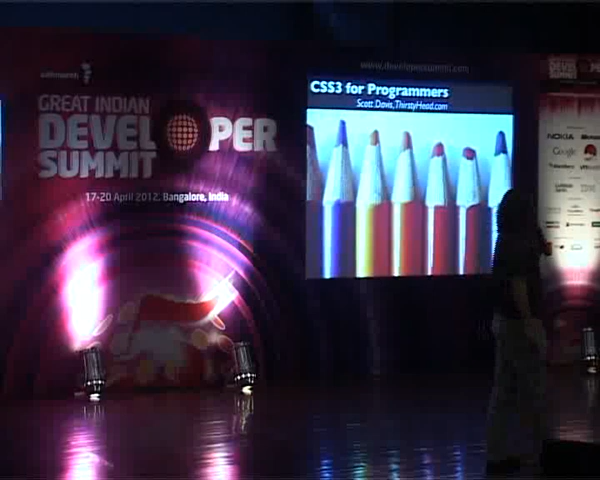 www.developersummit.com
GREAT INDIAN
DEVELOPER
SUMMIT
17-20 April 2012, Bangalore, India
CSS3 for Programmers
Scott Davis, ThirstyHead.com
SUMMIT
NOKIA
Google